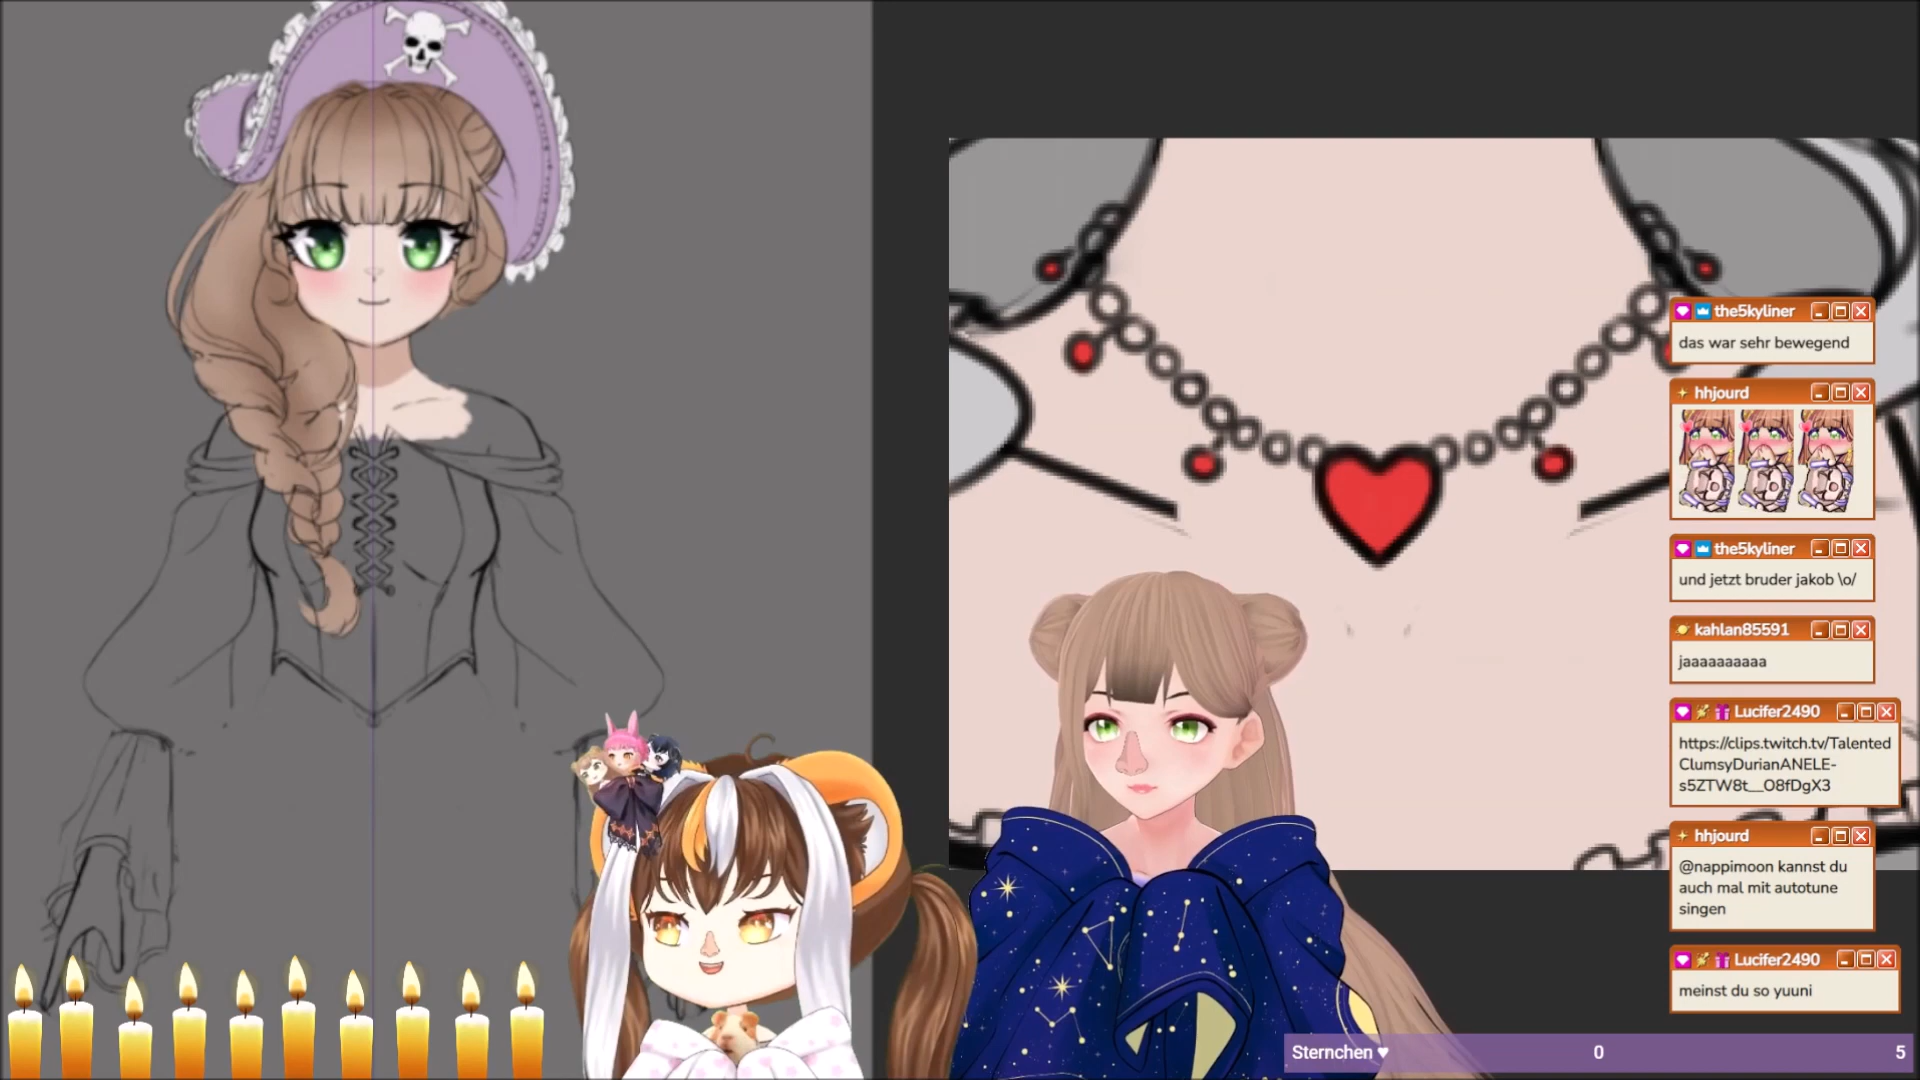 the5kyliner
das war sehr bewegend
hhjourd
the5kyliner
und jetzt bruder jakob \o/
kahlan85591
jaaaaaaaaaa
Lucifer2490
https://clips.twitch.tv/Talented
ClumsyDurianANELE-
s5ZTW8t__O8fDgX3
hhjourd
@nappimoon kannst du
auch mal mit autotune
singen
Lucifer2490
meinst du so yuuni
Sternchen ♥ 0 5